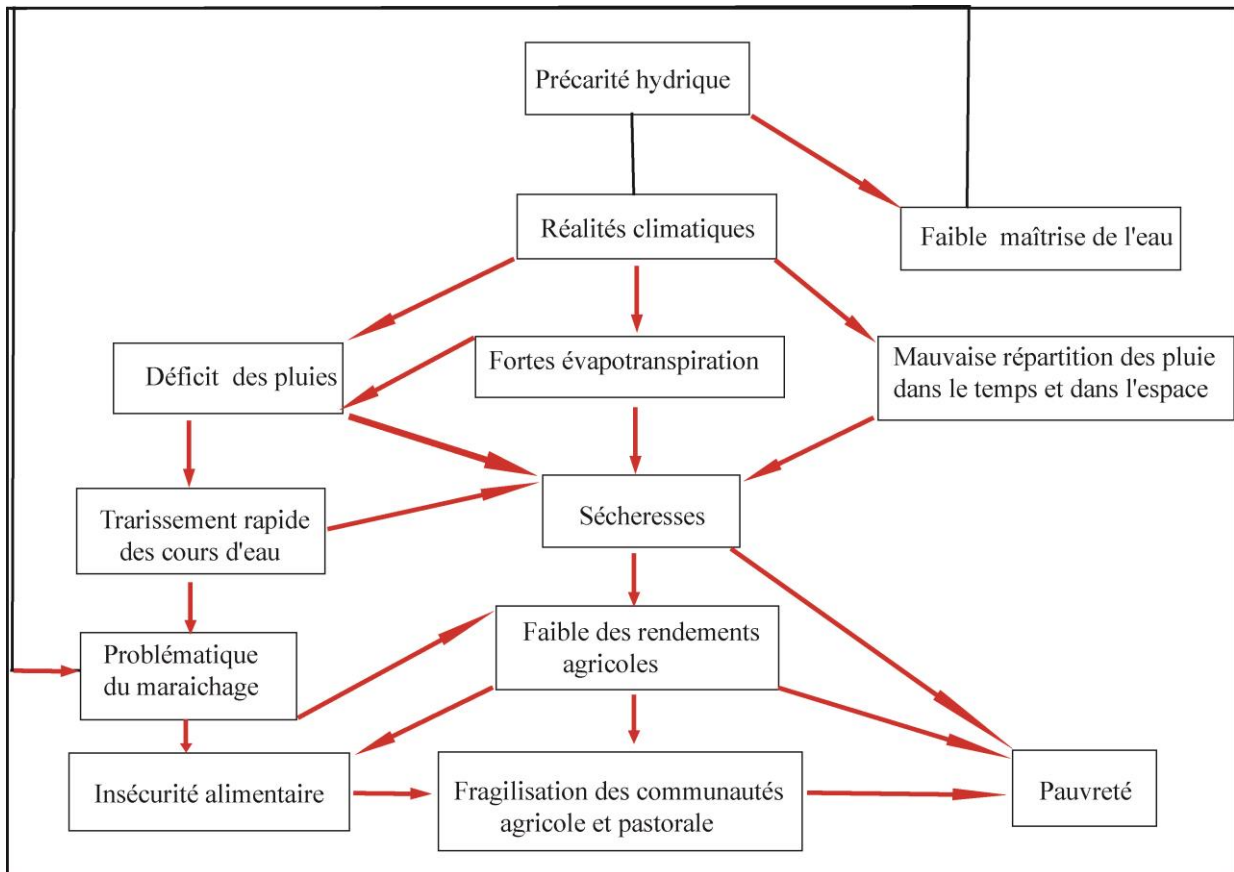 Précarité hydrique
Réalités climatiques
Faible maîtrise de l'eau
Déficit des pluies
Fortes évapotranspiration
Mauvaise répartition des pluie
dans le temps et dans l'espace
Trarissement rapide
des cours d'eau
Sécheresses
Problématique
du maraichage
Faible des rendements
agricoles
Insécurité alimentaire
Fragilisation des communautés
agricole et pastorale
Pauvreté